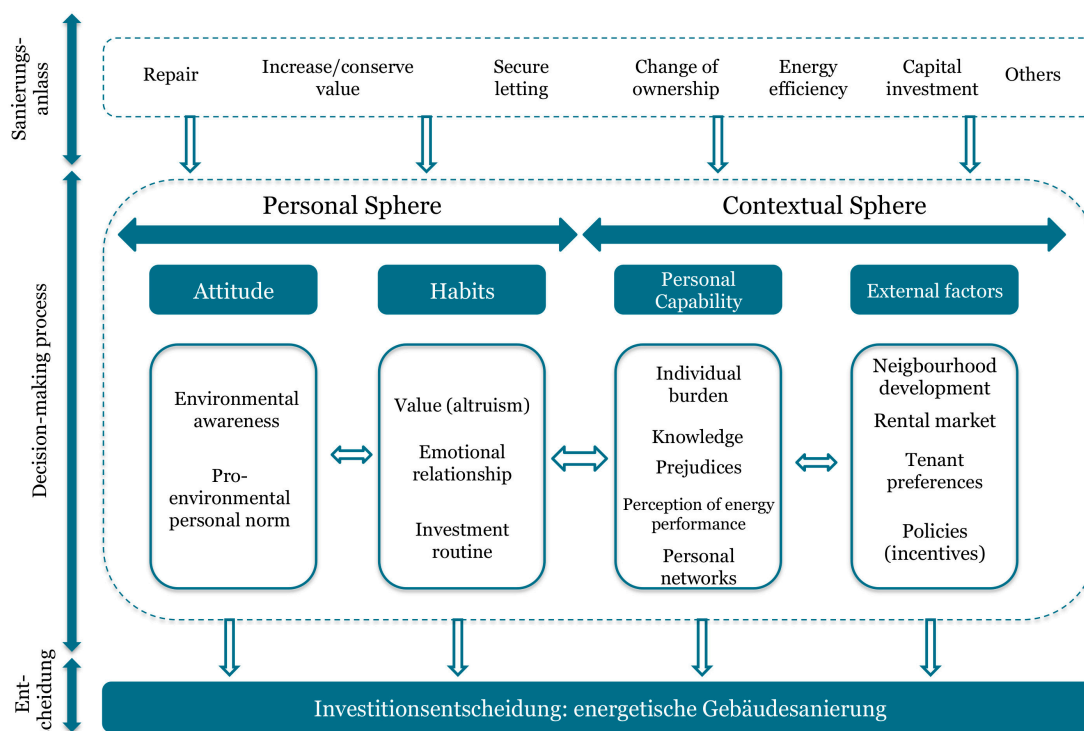 Sanierungs-
anlass
Repair
Increase/conserve
value
Secure
letting
Change of
ownership
Energy
efficiency
Capital
investment
Others
Decision-making process
Personal Sphere
Contextual Sphere
Attitude
Habits
Personal
Capability
External factors
Environmental
awareness
Pro-
environmental
personal norm
Value (altruism)
Emotional
relationship
Investment
routine
Individual
burden
Knowledge
Prejudices
Perception of energy
performance
Personal
networks
Neighbourhood
development
Rental market
Tenant
preferences
Policies
(incentives)
Ent-
cheidung
Investitionsentscheidung: energetische Gebäudesanierung